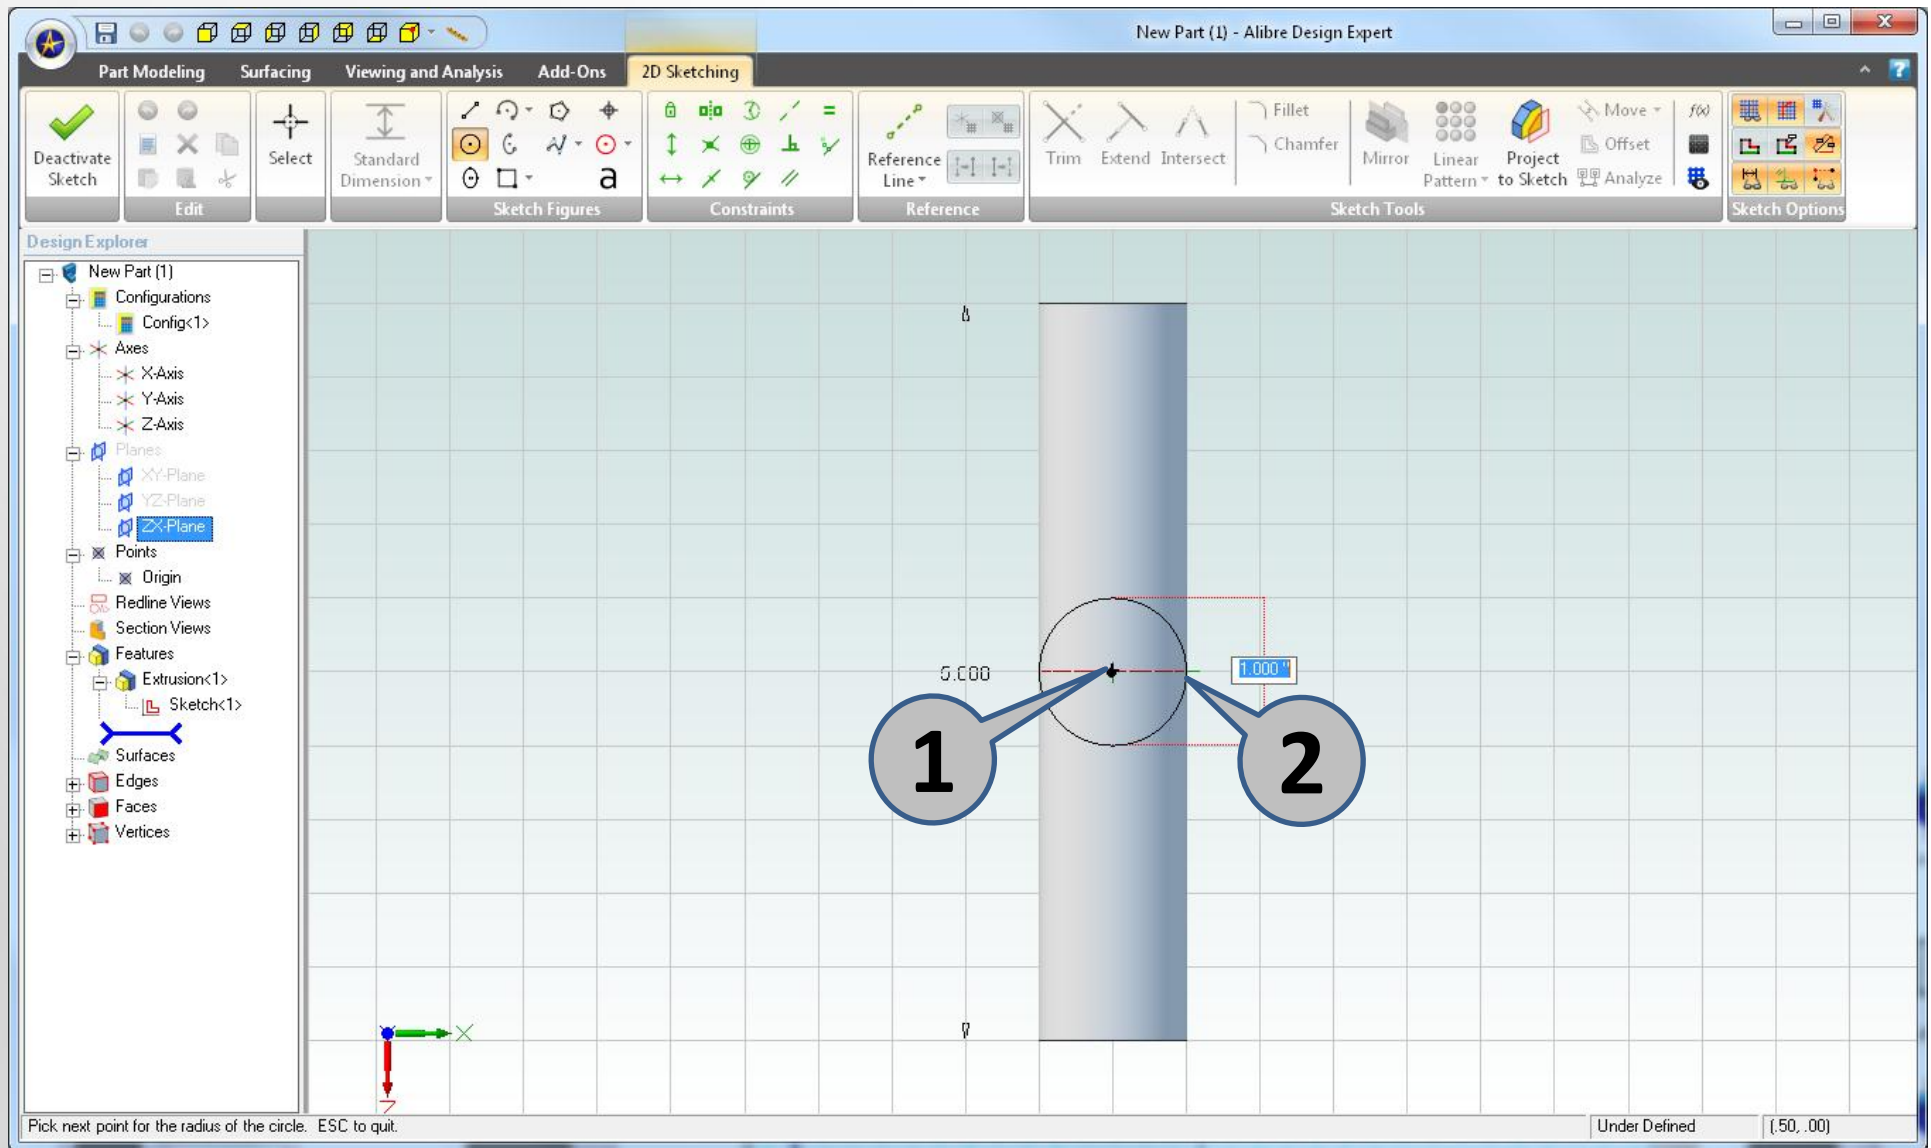 New Part (1) - Alibre Design Expert
Part Modeling Surfacing Viewing and Analysis Add-Ons 2D Sketching
Deactivate Sketch
Edit
Select
Standard Dimension
a
Sketch Figures
Constraints
Reference Line
Reference
Trim Extend Intersect
Fillet
Chamfer
Mirror
Linear Pattern
Project to Sketch
Move
Offset
Analyze
f(x)
Sketch Tools
Sketch Options
Design Explorer
New Part (1)
Configurations
Config<1>
Axes
X-Axis
Y-Axis
Z-Axis
Planes
XY-Plane
YZ-Plane
ZX-Plane
Points
Origin
Redline Views
Section Views
Features
Extrusion<1>
Sketch<1>
Surfaces
Edges
Faces
Vertices
5.000
1.000 "
1
2
X
Z
Pick next point for the radius of the circle. ESC to quit.
Under Defined
(.50, .00)